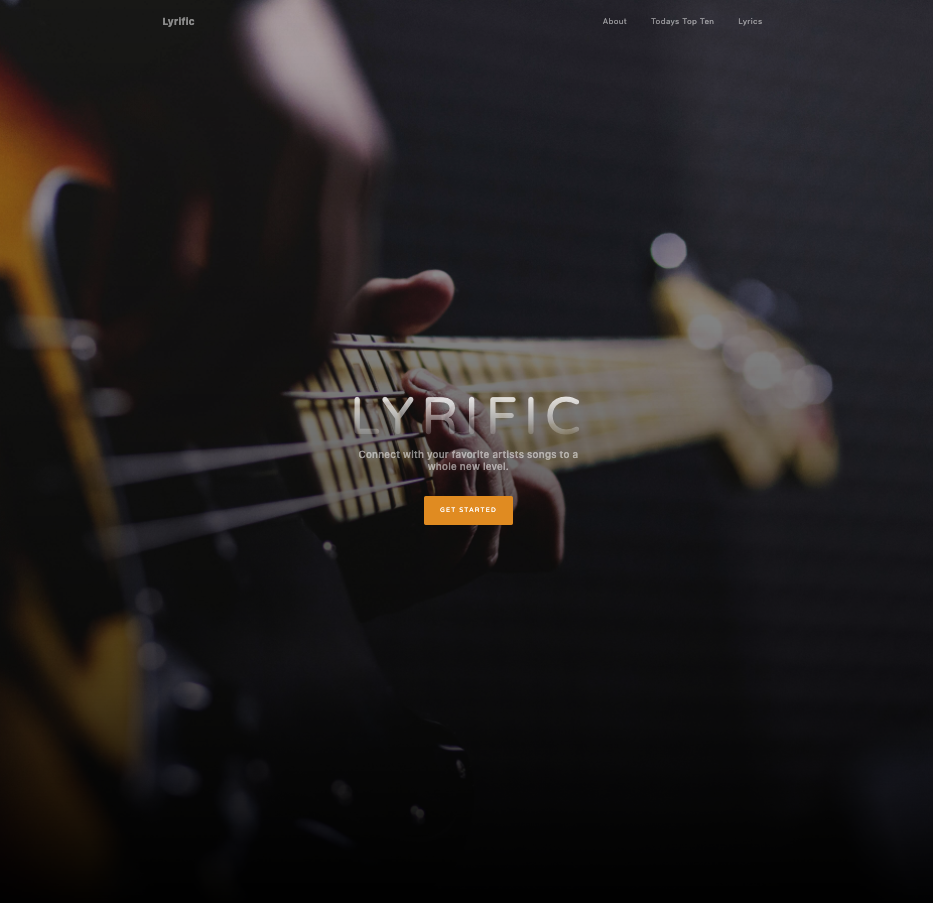 Lyrific
About
Todays Top Ten
Lyrics
LYRIFIC
Connect with your favorite artists songs to a
whole new level.
GET STARTED